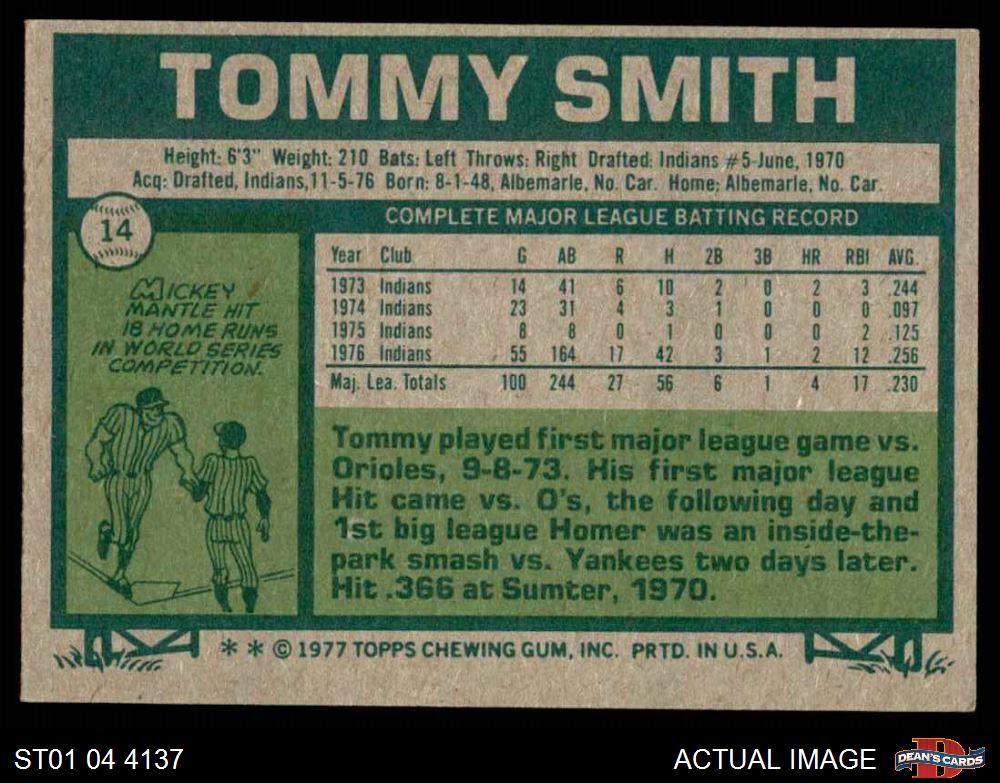 TOMMY SMITH
Height: 6'3" Weight: 210 Bats: Left Throws: Right Drafted: Indians #5-June, 1970
Acq: Drafted, Indians, 11-5-76 Born: 8-1-48, Albemarle, No. Car. Home: Albemarle, No. Car.
14
MICKEY
MANTLE HIT
18 HOME RUNS
IN WORLD SERIES
COMPETITION.
COMPLETE MAJOR LEAGUE BATTING RECORD
Year Club G AB R H 2B 3B HR RBI AVG.
1973 Indians 14 41 6 10 2 0 2 3 .244
1974 Indians 23 31 4 3 1 0 0 0 .097
1975 Indians 8 8 0 1 0 0 0 2 .125
1976 Indians 55 164 17 42 3 1 2 12 .256
Maj. Lea. Totals 100 244 27 56 6 1 4 17 .230
Tommy played first major league game vs.
Orioles, 9-8-73. His first major league
Hit came vs. O's, the following day and
1st big league Homer was an inside-the-
park smash vs. Yankees two days later.
Hit .366 at Sumter, 1970.
* * © 1977 TOPPS CHEWING GUM, INC. PRTD. IN U.S.A.
ST01 04 4137
ACTUAL IMAGE
D
DEAN'S CARDS